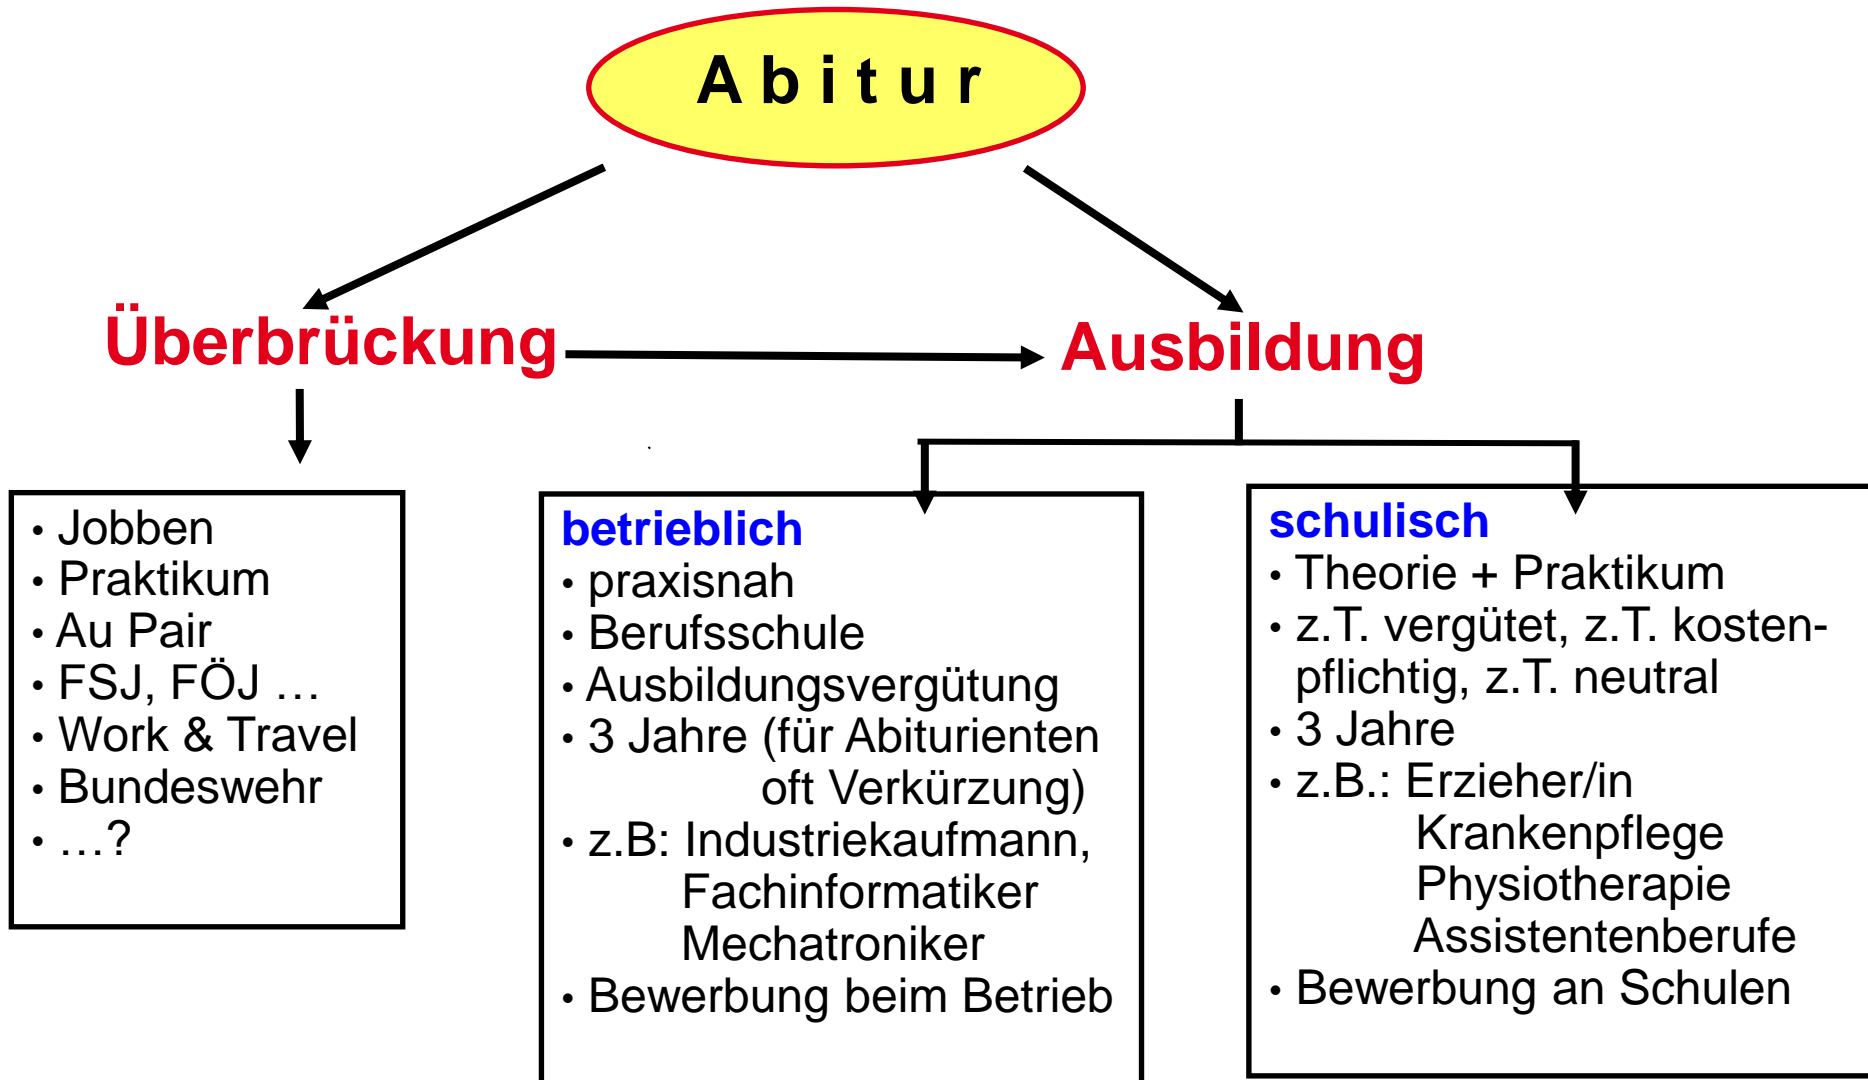 A b i t u r
Überbrückung
Ausbildung
• Jobben
• Praktikum
• Au Pair
• FSJ, FÖJ …
• Work & Travel
• Bundeswehr
• …?
betrieblich
• praxisnah
• Berufsschule
• Ausbildungsvergütung
• 3 Jahre (für Abiturienten
oft Verkürzung)
• z.B: Industriekaufmann,
Fachinformatiker
Mechatroniker
• Bewerbung beim Betrieb
schulisch
• Theorie + Praktikum
• z.T. vergütet, z.T. kosten-
pflichtig, z.T. neutral
• 3 Jahre
• z.B.: Erzieher/in
Krankenpflege
Physiotherapie
Assistentenberufe
• Bewerbung an Schulen